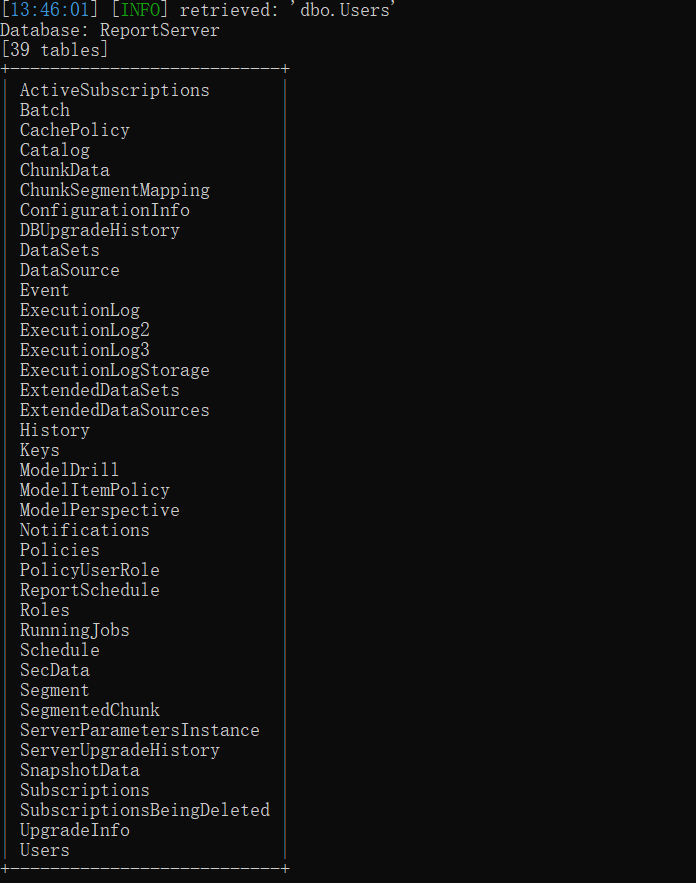 [13:46:01] [INFO] retrieved: 'dbo.Users'
Database: ReportServer
[39 tables]
+---------------------------+
| ActiveSubscriptions       |
| Batch                     |
| CachePolicy               |
| Catalog                   |
| ChunkData                 |
| ChunkSegmentMapping       |
| ConfigurationInfo         |
| DBUpgradeHistory          |
| DataSets                  |
| DataSource                |
| Event                     |
| ExecutionLog              |
| ExecutionLog2             |
| ExecutionLog3             |
| ExecutionLogStorage       |
| ExtendedDataSets          |
| ExtendedDataSources       |
| History                   |
| Keys                      |
| ModelDrill                |
| ModelItemPolicy           |
| ModelPerspective          |
| Notifications             |
| Policies                  |
| PolicyUserRole            |
| ReportSchedule            |
| Roles                     |
| RunningJobs               |
| Schedule                  |
| SecData                   |
| Segment                   |
| SegmentedChunk            |
| ServerParametersInstance  |
| ServerUpgradeHistory      |
| SnapshotData              |
| Subscriptions             |
| SubscriptionsBeingDeleted |
| UpgradeInfo               |
| Users                     |
+---------------------------+